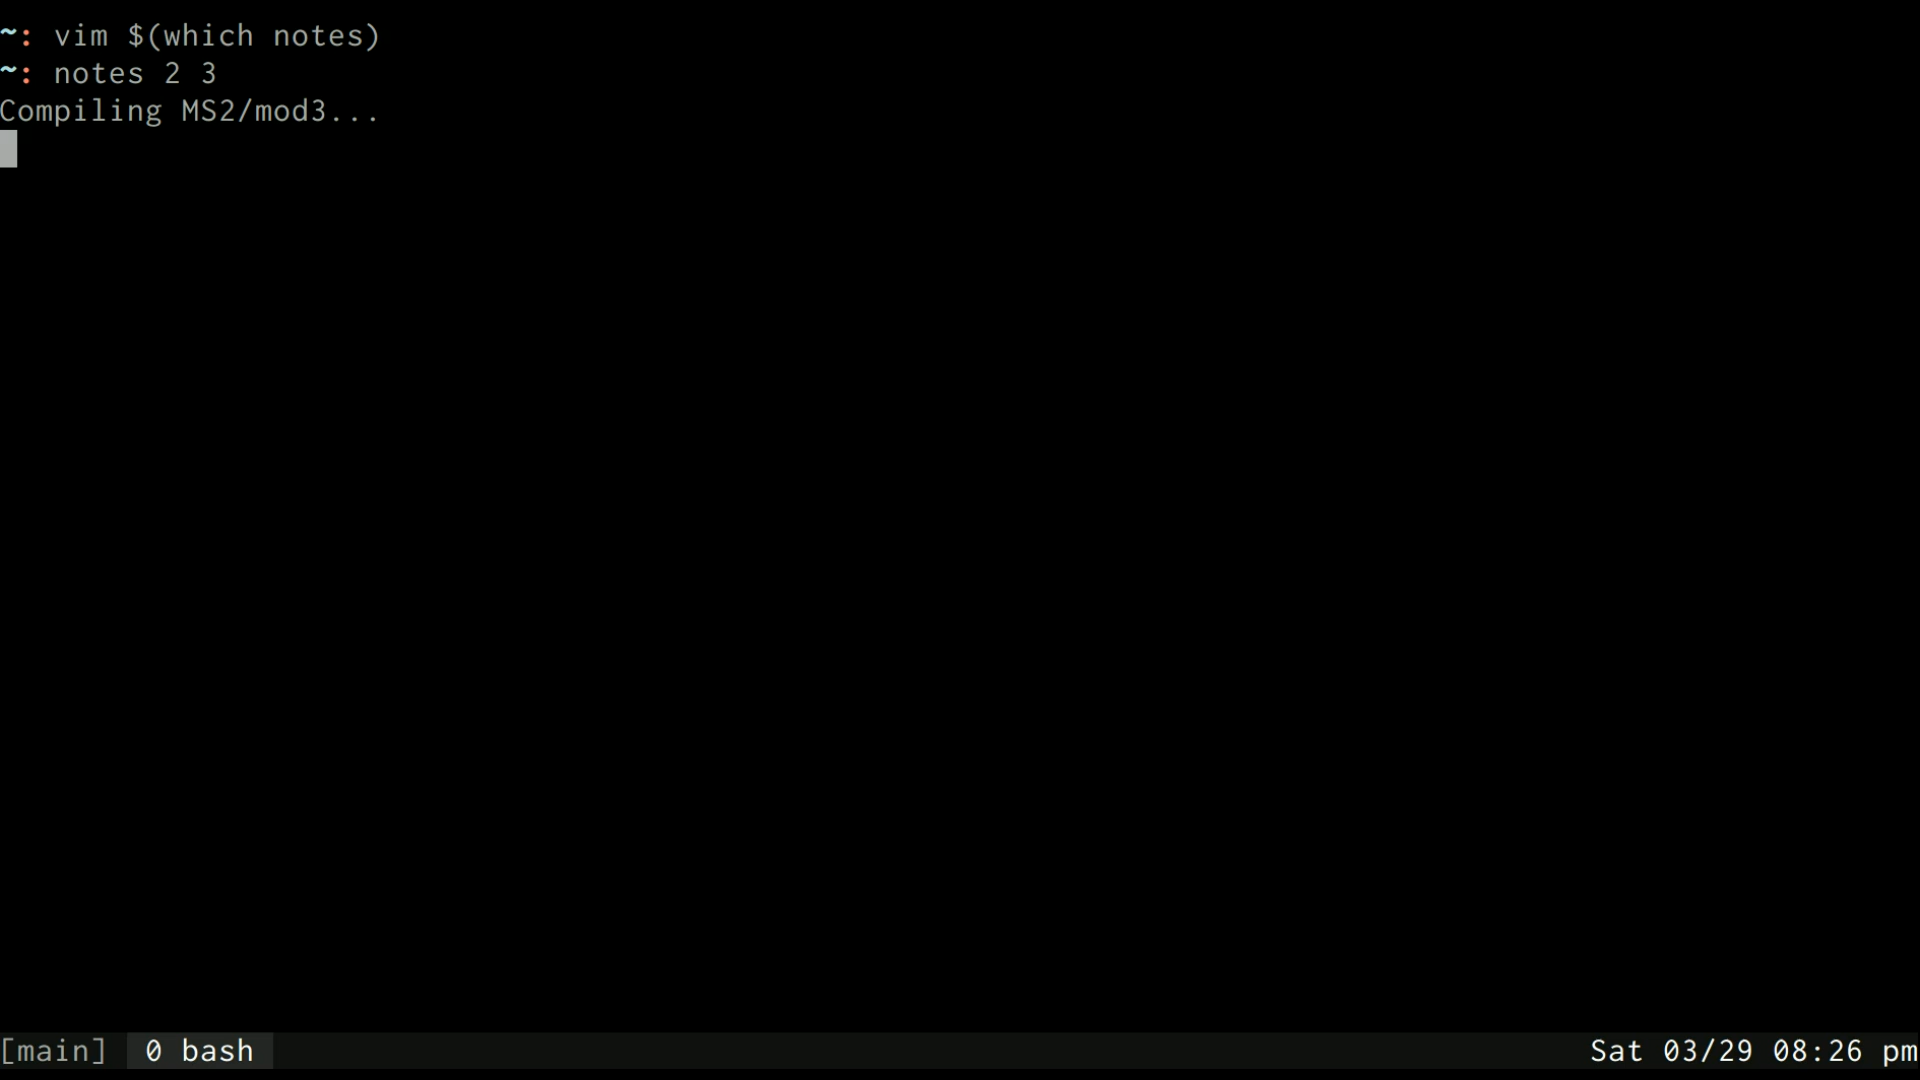 ~: vim $(which notes)
~: notes 2 3
Compiling MS2/mod3...
[main] 0 bash Sat 03/29 08:26 pm